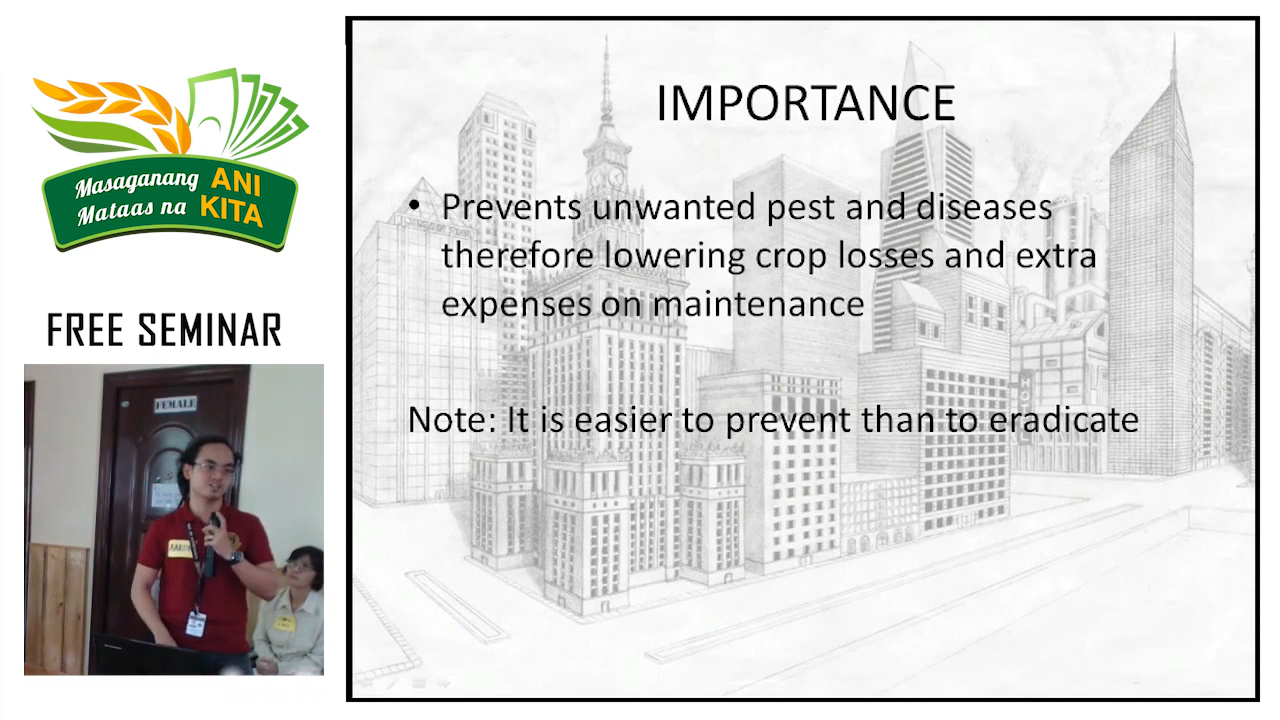 Masaganang ANI
Mataas na KITA
FREE SEMINAR
FEMALE
IMPORTANCE
• Prevents unwanted pest and diseases
therefore lowering crop losses and extra
expenses on maintenance
Note: It is easier to prevent than to eradicate